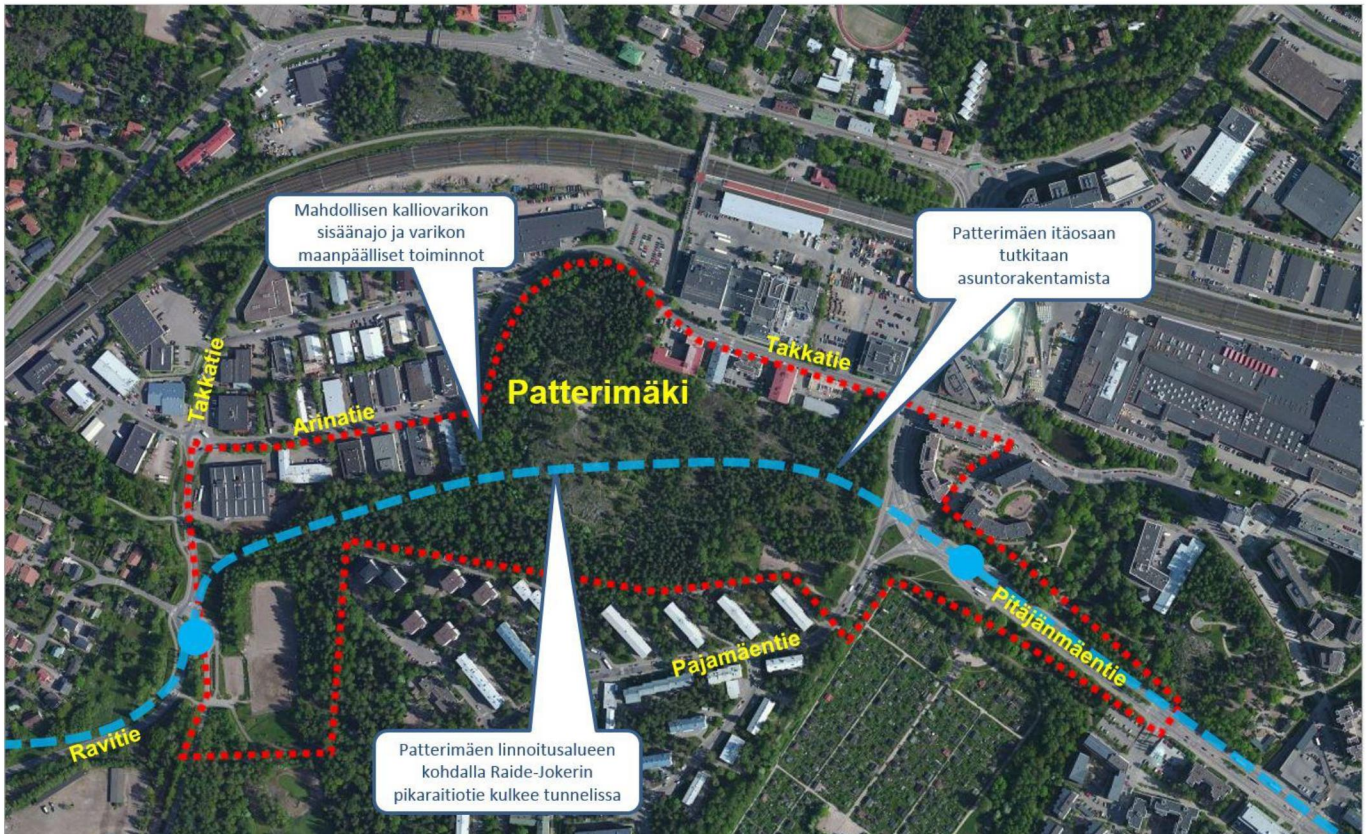 Mahdollisen kalliovarikon
sisäänajo ja varikon
maanpäälliset toiminnot
Patterimäen itäosaan
tutkitaan
asuntorakentamista
Takkatie
Takkatie
Arinatie
Patterimäki
Pitäjänmäentie
Pajamäentie
Ravitie
Patterimäen linnoitusalueen
kohdalla Raide-Jokerin
pikaraitiotie kulkee tunnelissa